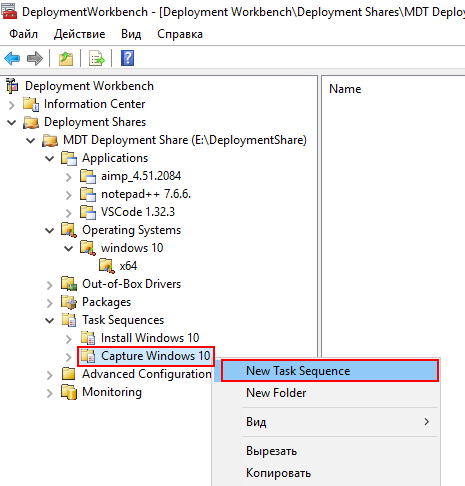 DeploymentWorkbench - [Deployment Workbench\Deployment Shares\MDT Deploym
Файл Действие Вид Справка
Deployment Workbench
Name
Information Center
Deployment Shares
MDT Deployment Share (E:\DeploymentShare)
Applications
aimp_4.51.2084
notepad++ 7.6.6.
VSCode 1.32.3
Operating Systems
windows 10
x64
Out-of-Box Drivers
Packages
Task Sequences
Install Windows 10
Capture Windows 10
New Task Sequence
Advanced Configuration
New Folder
Monitoring
Вид
Вырезать
Копировать